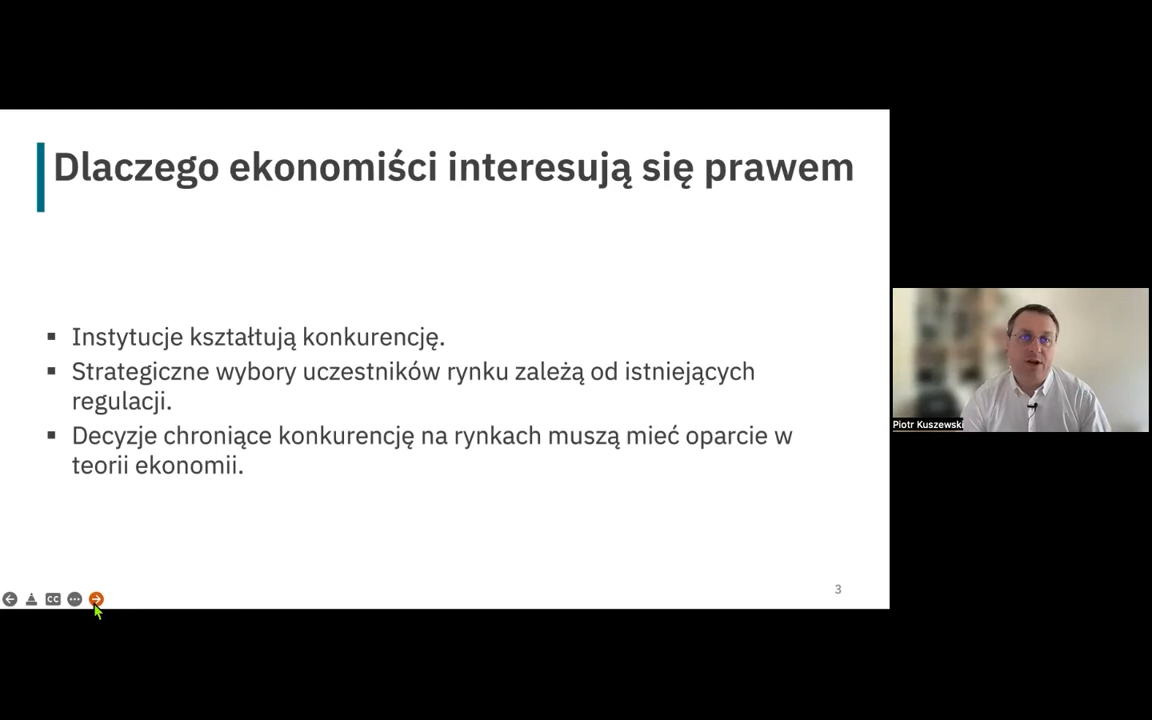 Dlaczego ekonomiści interesują się prawem
▪ Instytucje kształtują konkurencję.
▪ Strategiczne wybory uczestników rynku zależą od istniejących
regulacji.
▪ Decyzje chroniące konkurencję na rynkach muszą mieć oparcie w
teorii ekonomii.
CC
3
Piotr Kuszewski